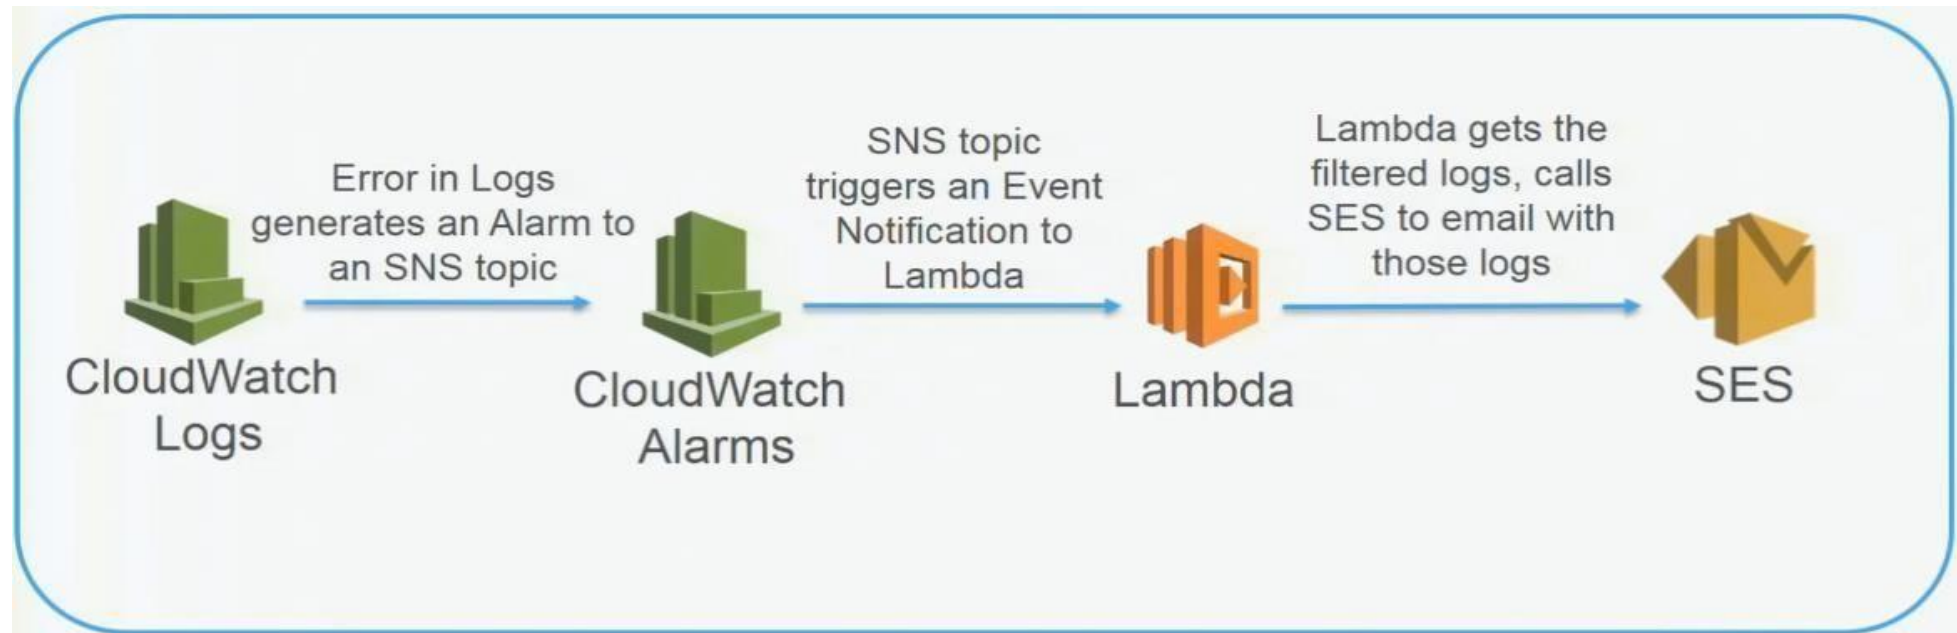 Error in Logs
generates an Alarm to
an SNS topic
SNS topic
triggers an Event
Notification to
Lambda
Lambda gets the
filtered logs, calls
SES to email with
those logs
CloudWatch
Logs
CloudWatch
Alarms
Lambda
SES